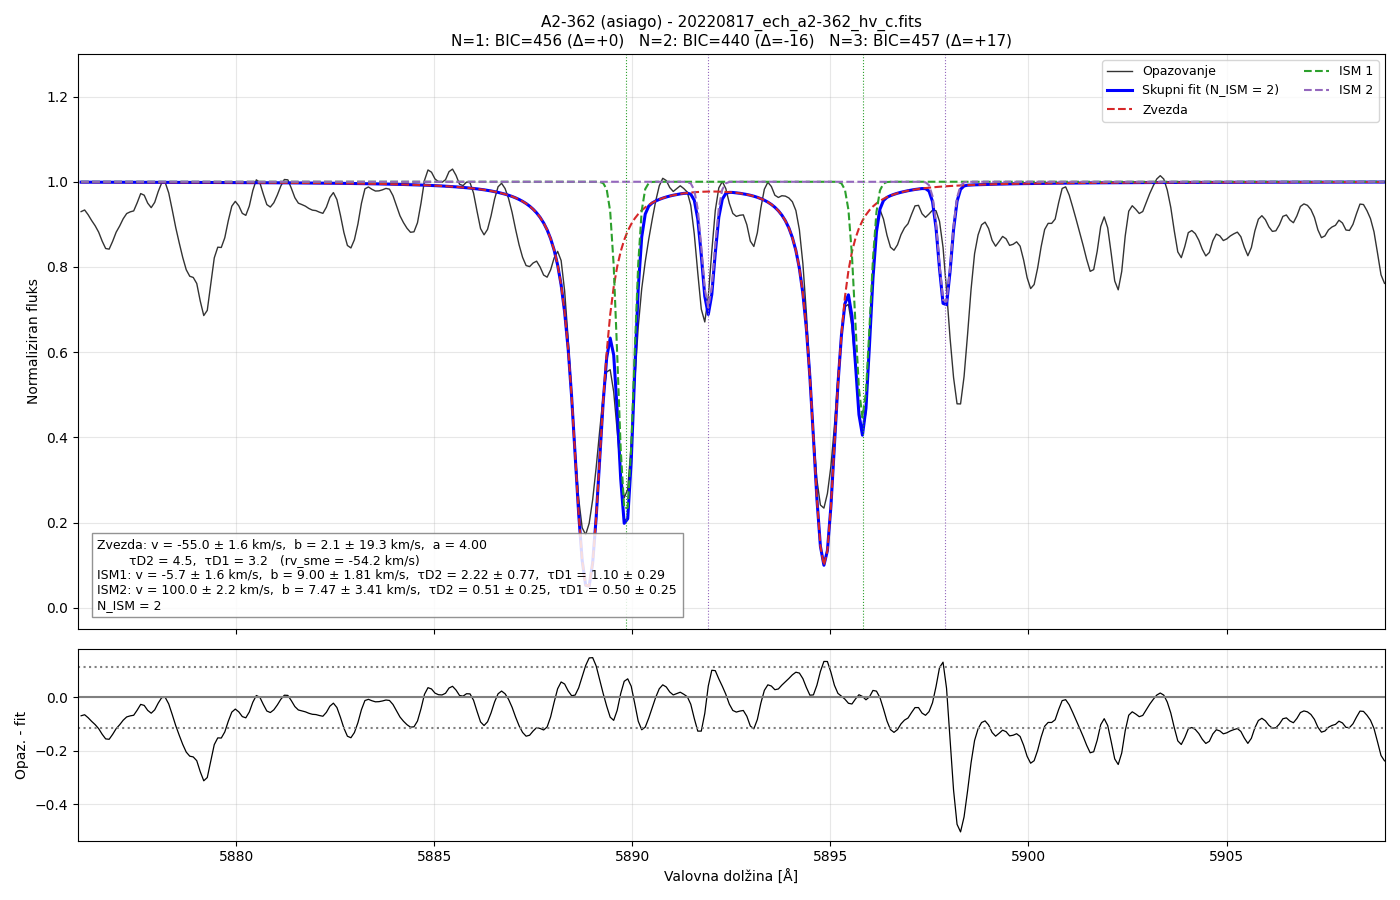 A2-362 (asiago) - 20220817_ech_a2-362_hv_c.fits
N=1: BIC=456 (Δ=+0)   N=2: BIC=440 (Δ=-16)   N=3: BIC=457 (Δ=+17)
Opazovanje
Skupni fit (N_ISM = 2)
Zvezda
ISM 1
ISM 2
Normaliziran fluks
1.2
1.0
0.8
0.6
0.4
0.2
0.0
Zvezda: v = -55.0 ± 1.6 km/s,  b = 2.1 ± 19.3 km/s,  a = 4.00
τD2 = 4.5,  τD1 = 3.2   (rv_sme = -54.2 km/s)
ISM1: v = -5.7 ± 1.6 km/s,  b = 9.00 ± 1.81 km/s,  τD2 = 2.22 ± 0.77,  τD1 = 1.10 ± 0.29
ISM2: v = 100.0 ± 2.2 km/s,  b = 7.47 ± 3.41 km/s,  τD2 = 0.51 ± 0.25,  τD1 = 0.50 ± 0.25
N_ISM = 2
Opaz. - fit
0.0
−0.2
−0.4
5880
5885
5890
5895
5900
5905
Valovna dolžina [Å]